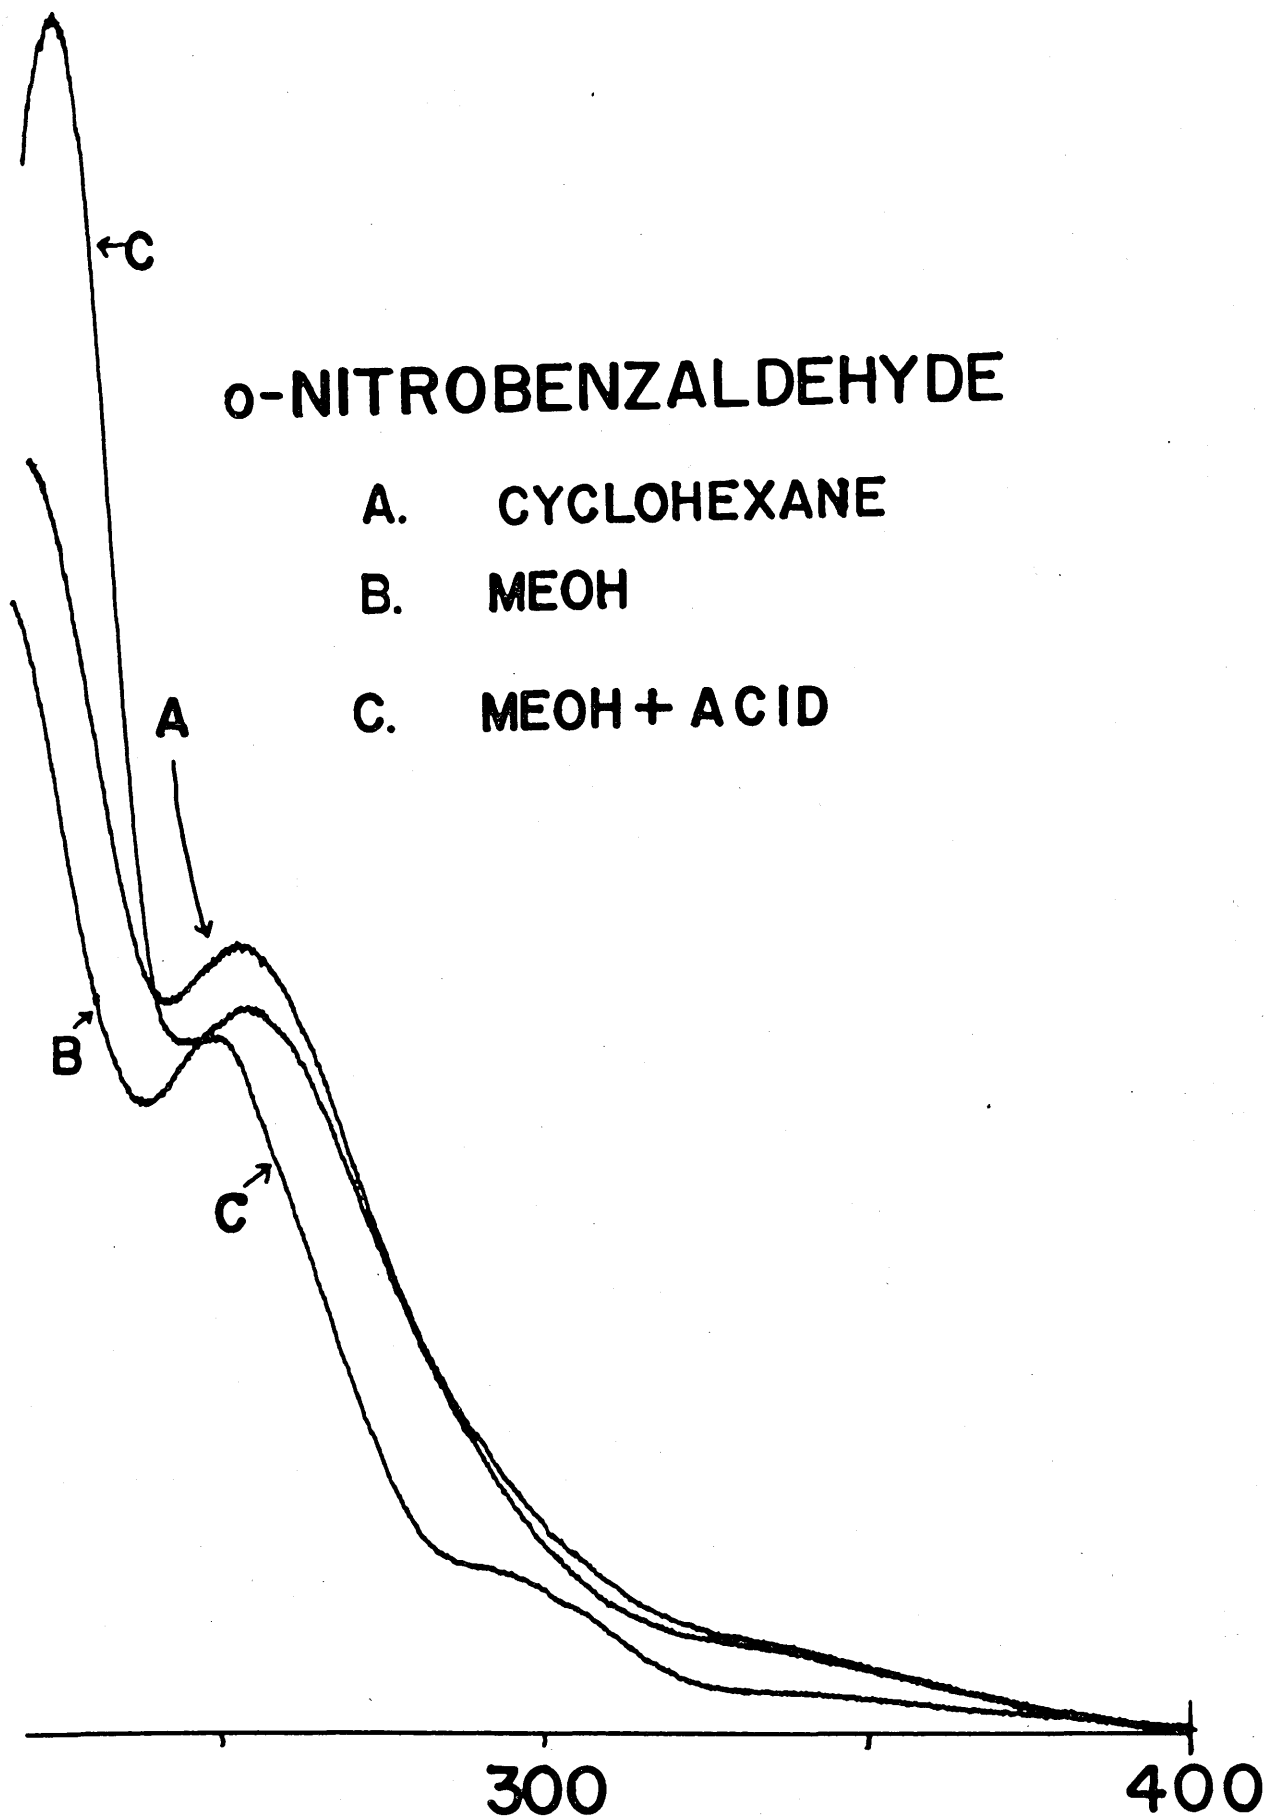 C
o-NITROBENZALDEHYDE
A. CYCLOHEXANE
B. MEOH
A
C. MEOH + ACID
B
C
300
400